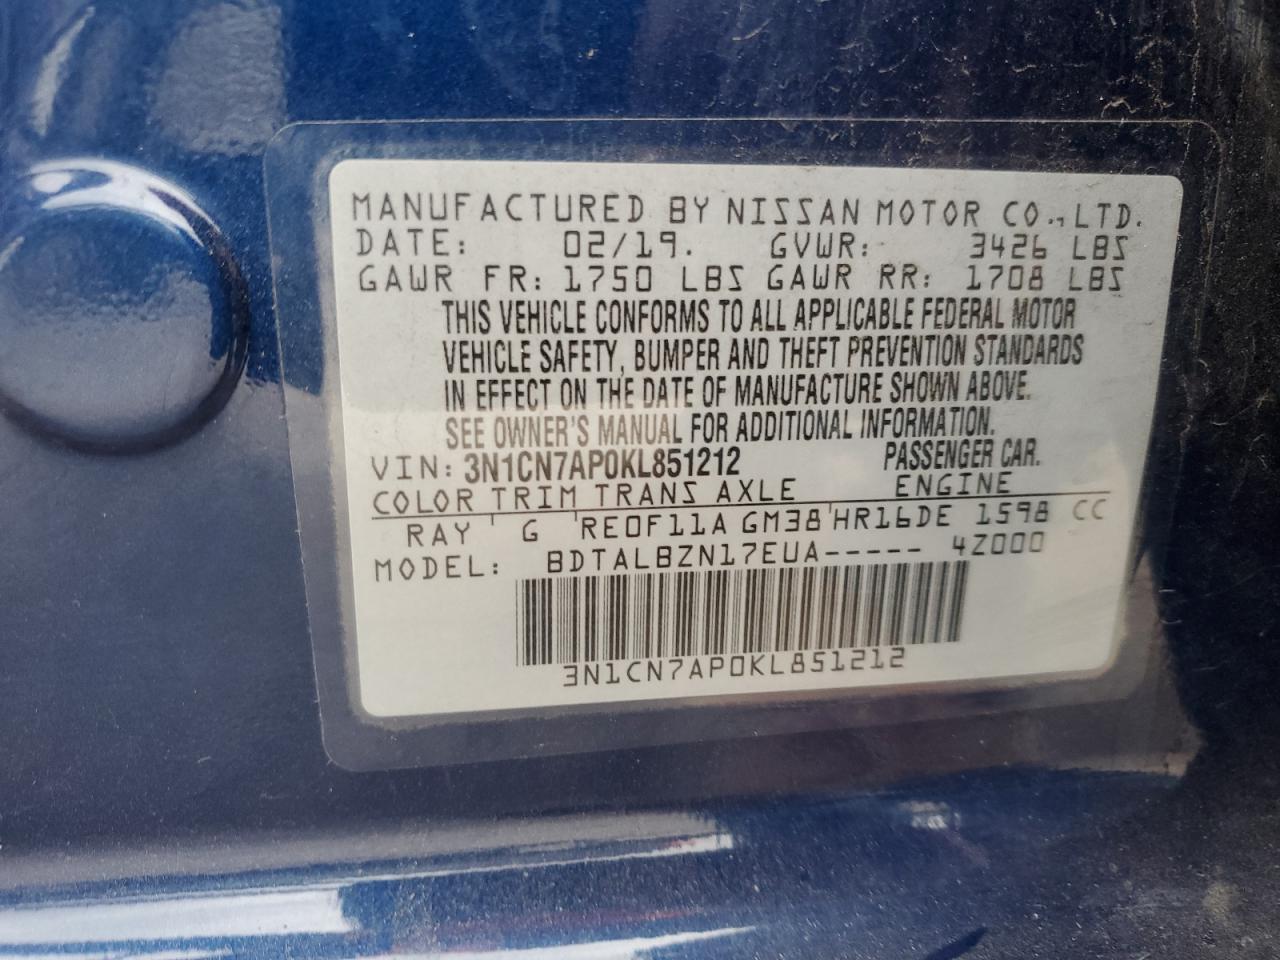 MANUFACTURED BY NISSAN MOTOR CO., LTD.
DATE: 02/19. GVWR: 3426 LBS
GAWR FR: 1750 LBS GAWR RR: 1708 LBS
THIS VEHICLE CONFORMS TO ALL APPLICABLE FEDERAL MOTOR
VEHICLE SAFETY, BUMPER AND THEFT PREVENTION STANDARDS
IN EFFECT ON THE DATE OF MANUFACTURE SHOWN ABOVE.
SEE OWNER'S MANUAL FOR ADDITIONAL INFORMATION.
VIN: 3N1CN7AP0KL851212 PASSENGER CAR.
COLOR TRIM TRANS AXLE ENGINE
RAY G RE0F11A GM38 HR16DE 1598 CC
MODEL: BDTALBZN17EUA----- 4Z000
3N1CN7AP0KL851212